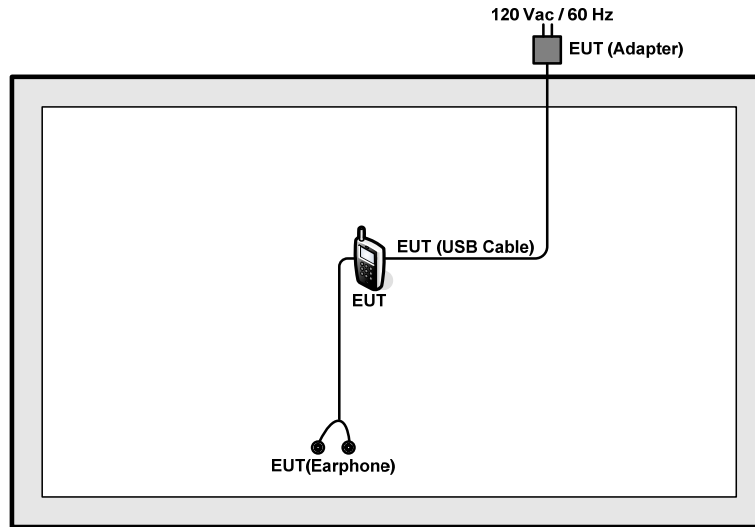 120 Vac / 60 Hz
EUT (Adapter)
EUT (USB Cable)
EUT
EUT(Earphone)